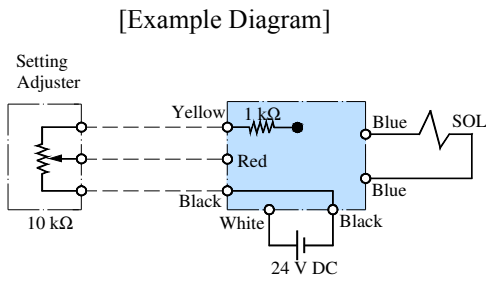 [Example Diagram]
Setting
Adjuster
Yellow
1 kΩ
Blue
SOL
Red
Blue
Black
10 kΩ
White
Black
24 V DC